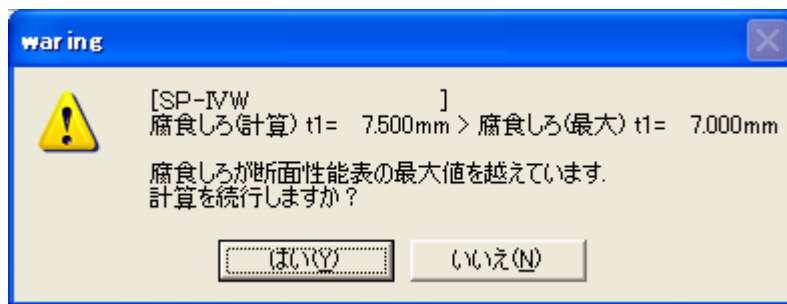 waring
[SP-ⅣW ]
腐食しろ(計算) t1= 7.500mm > 腐食しろ(最大) t1= 7.000mm
腐食しろが断面性能表の最大値を越えています.
計算を続行しますか?
はい(Y) いいえ(N)